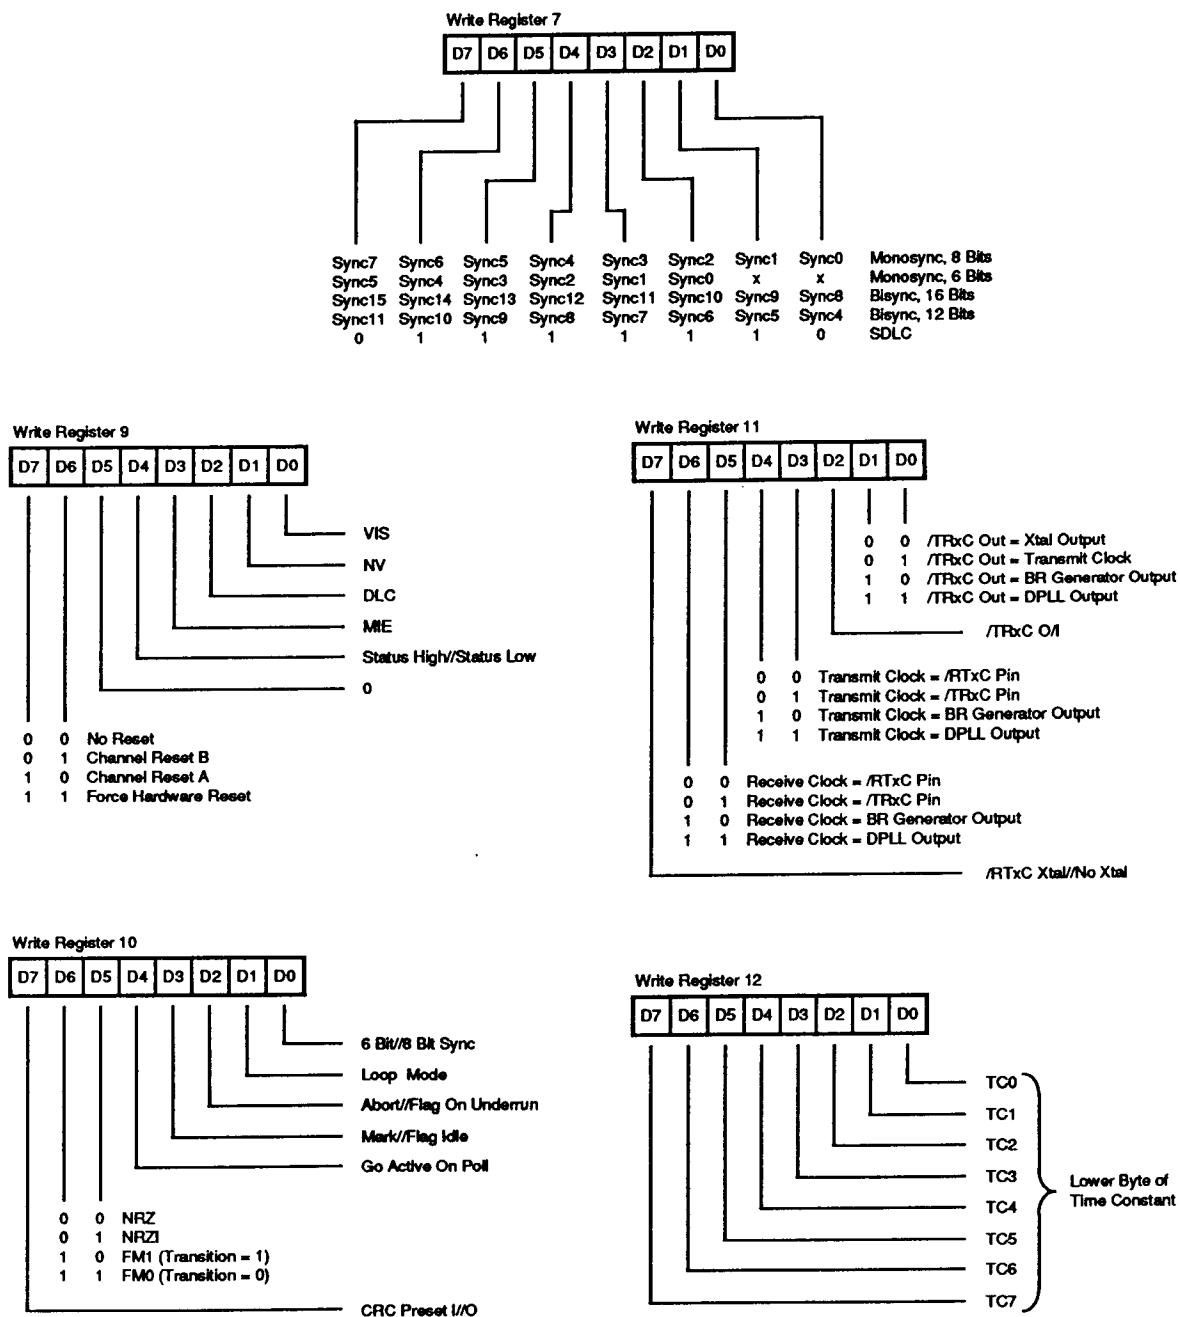 Write Register 7
D7 D6 D5 D4 D3 D2 D1 D0
Sync7 Sync6 Sync5 Sync4 Sync3 Sync2 Sync1 Sync0 Monosync, 8 Bits
Sync5 Sync4 Sync3 Sync2 Sync1 Sync0 x x Monosync, 6 Bits
Sync15 Sync14 Sync13 Sync12 Sync11 Sync10 Sync9 Sync8 Bisync, 16 Bits
Sync11 Sync10 Sync9 Sync8 Sync7 Sync6 Sync5 Sync4 Bisync, 12 Bits
0 1 1 1 1 1 1 0 SDLC
Write Register 9
D7 D6 D5 D4 D3 D2 D1 D0
VIS
NV
DLC
MIE
Status High//Status Low
0
0 0 No Reset
0 1 Channel Reset B
1 0 Channel Reset A
1 1 Force Hardware Reset
Write Register 11
D7 D6 D5 D4 D3 D2 D1 D0
0 0 /TRxC Out = Xtal Output
0 1 /TRxC Out = Transmit Clock
1 0 /TRxC Out = BR Generator Output
1 1 /TRxC Out = DPLL Output
/TRxC O/I
0 0 Transmit Clock = /RTxC Pin
0 1 Transmit Clock = /TRxC Pin
1 0 Transmit Clock = BR Generator Output
1 1 Transmit Clock = DPLL Output
0 0 Receive Clock = /RTxC Pin
0 1 Receive Clock = /TRxC Pin
1 0 Receive Clock = BR Generator Output
1 1 Receive Clock = DPLL Output
/RTxC Xtal//No Xtal
Write Register 10
D7 D6 D5 D4 D3 D2 D1 D0
6 Bit//8 Bit Sync
Loop Mode
Abort//Flag On Underrun
Mark//Flag Idle
Go Active On Poll
0 0 NRZ
0 1 NRZI
1 0 FM1 (Transition = 1)
1 1 FM0 (Transition = 0)
CRC Preset I//O
Write Register 12
D7 D6 D5 D4 D3 D2 D1 D0
TC0
TC1
TC2
TC3
TC4
TC5
TC6
TC7
Lower Byte of
Time Constant